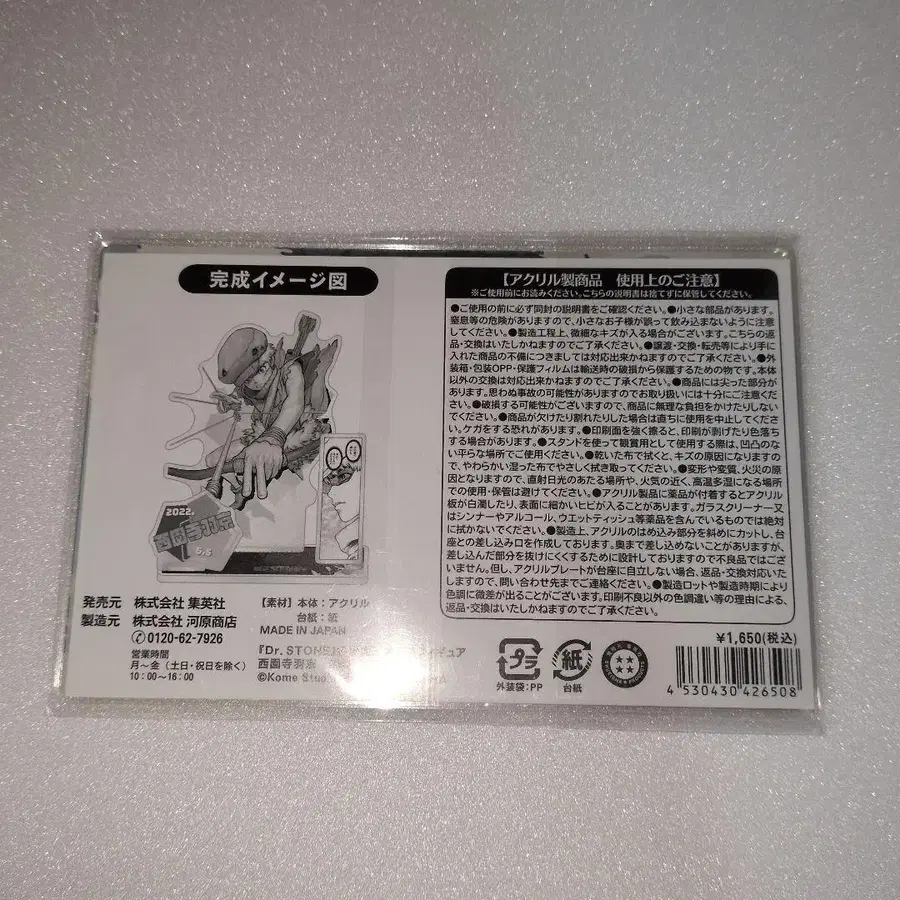 完成イメージ図
2022.
5.5
発売元 株式会社 集英社
製造元 株式会社 河原商店
✆0120-62-7926
営業時間
月〜金(土日・祝日を除く)
10:00〜16:00
【素材】本体:アクリル
台紙:紙
MADE IN JAPAN
『Dr. STONE』
西園寺羽京
©Kome Studio
【アクリル製商品 使用上のご注意】
※ご使用前にお読みください。こちらの説明書は捨てずに保管してください。
●ご使用の前に必ず同封の説明書をご確認ください。●小さな部品があります。
窒息等の危険がありますので、小さなお子様が誤って飲み込まないように注意
してください。●製造工程上、微細なキズが入る場合がございます。こちらの返
品・交換はいたしかねますのでご了承ください。●譲渡・交換・転売等により手に
入れた商品の不備につきましては対応出来かねますのでご了承ください。●外
装箱・包装OPP・保護フィルムは輸送時の破損から保護するための物です。本体
以外の交換は対応出来かねますのでご了承ください。●商品には尖った部分が
あります。思わぬ事故の可能性がありますのでお取り扱いには十分にご注意くだ
さい。●破損する可能性がございますので、商品に無理な負担をかけたりしない
でください。●商品が欠けたり割れたりした場合は直ちに使用を中止してくださ
い。ケガをする恐れがあります。●印刷面を強く擦ると、印刷が剥げたり色落ち
する場合があります。●スタンドを使って観賞用として使用する際は、凹凸のな
い平らな場所でご使用ください。●乾いた布で拭くと、キズの原因になりますの
で、やわらかい湿った布でやさしく拭き取ってください。●変形や変質、火災の原
因となりますので、直射日光のあたる場所や、火気の近く、高温多湿になる場所
での使用・保管は避けてください。●アクリル製品に薬品が付着するとアクリル
板が白濁したり、表面に細かいヒビが入ることがあります。ガラスクリーナー又は
シンナーやアルコール、ウエットティッシュ等薬品を含んでいるものでは絶対
に拭かないでください。●製造上、アクリルのはめ込み部分を斜めにカットし、台
座との差し込み口を作成しております。奥まで差し込めないことがありますが、
差し込んだ部分を抜けにくくするために設計しておりますので不良品ではござ
いません。但し、アクリルプレートが台座に自立しない場合、返品・交換対応いたし
ますので、問い合わせ先までご連絡ください。●製造ロットや製造時期により
色調に微差が出ることがございます。印刷不良以外の色調違い等の理由による、
返品・交換はいたしかねますのでご了承ください。
¥1,650(税込)
プラ
外装袋:PP
紙
台紙
4530430426508